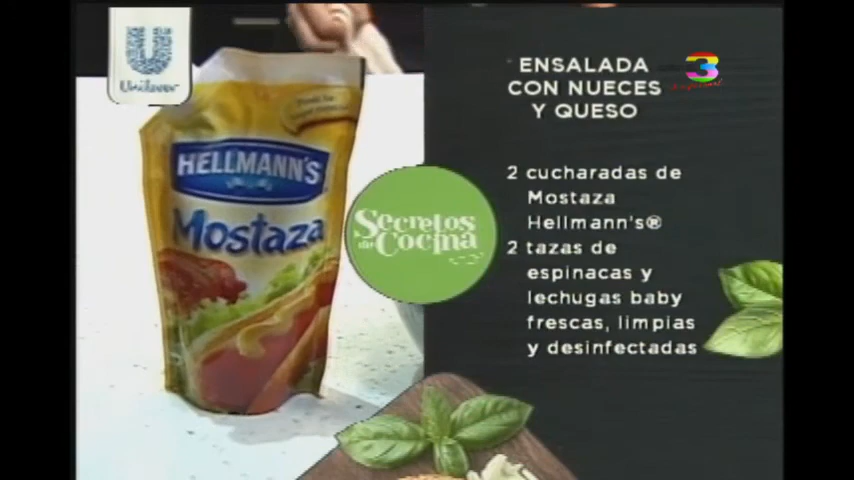 Unilever
HELLMANN'S
Mostaza
Secretos
de Cocina
3
ENSALADA
CON NUECES
Y QUESO
2 cucharadas de
Mostaza
Hellmann's®
2 tazas de
espinacas y
lechugas baby
frescas, limpias
y desinfectadas